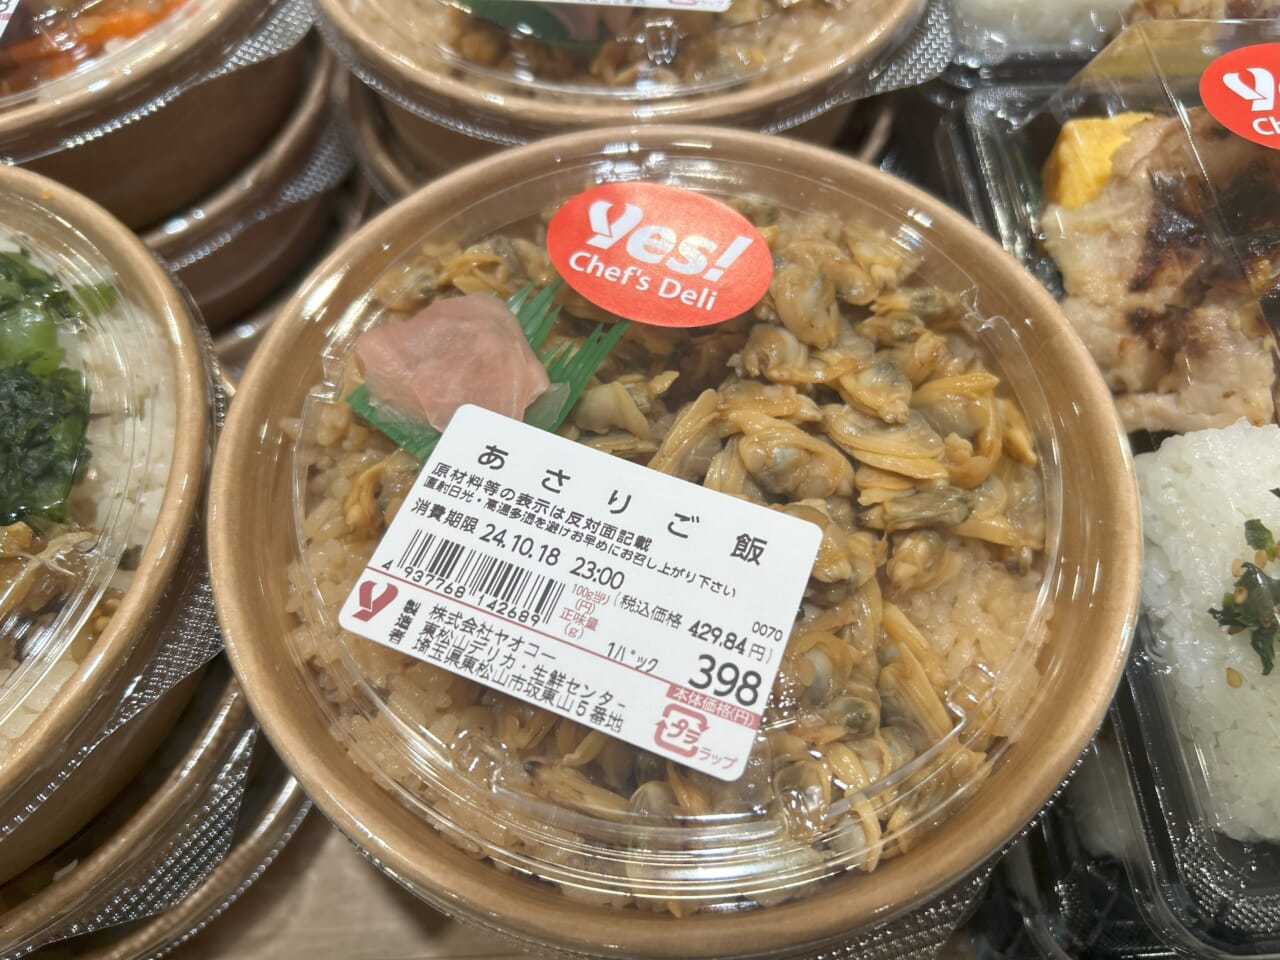 yes!
Chef's Deli
あさりご飯
原材料等の表示は反対面記載
直射日光・高温多湿を避けお早めにお召し上がり下さい
消費期限 24.10.18 23:00
4 937768 142689
100g当り(円)
正味量(g)
(税込価格 429.84円)
0070
1パック
398
本体価格(円)
プラ
ラップ
製造者
株式会社ヤオコー
東松山デリカ・生鮮センター
埼玉県東松山市坂東山5番地